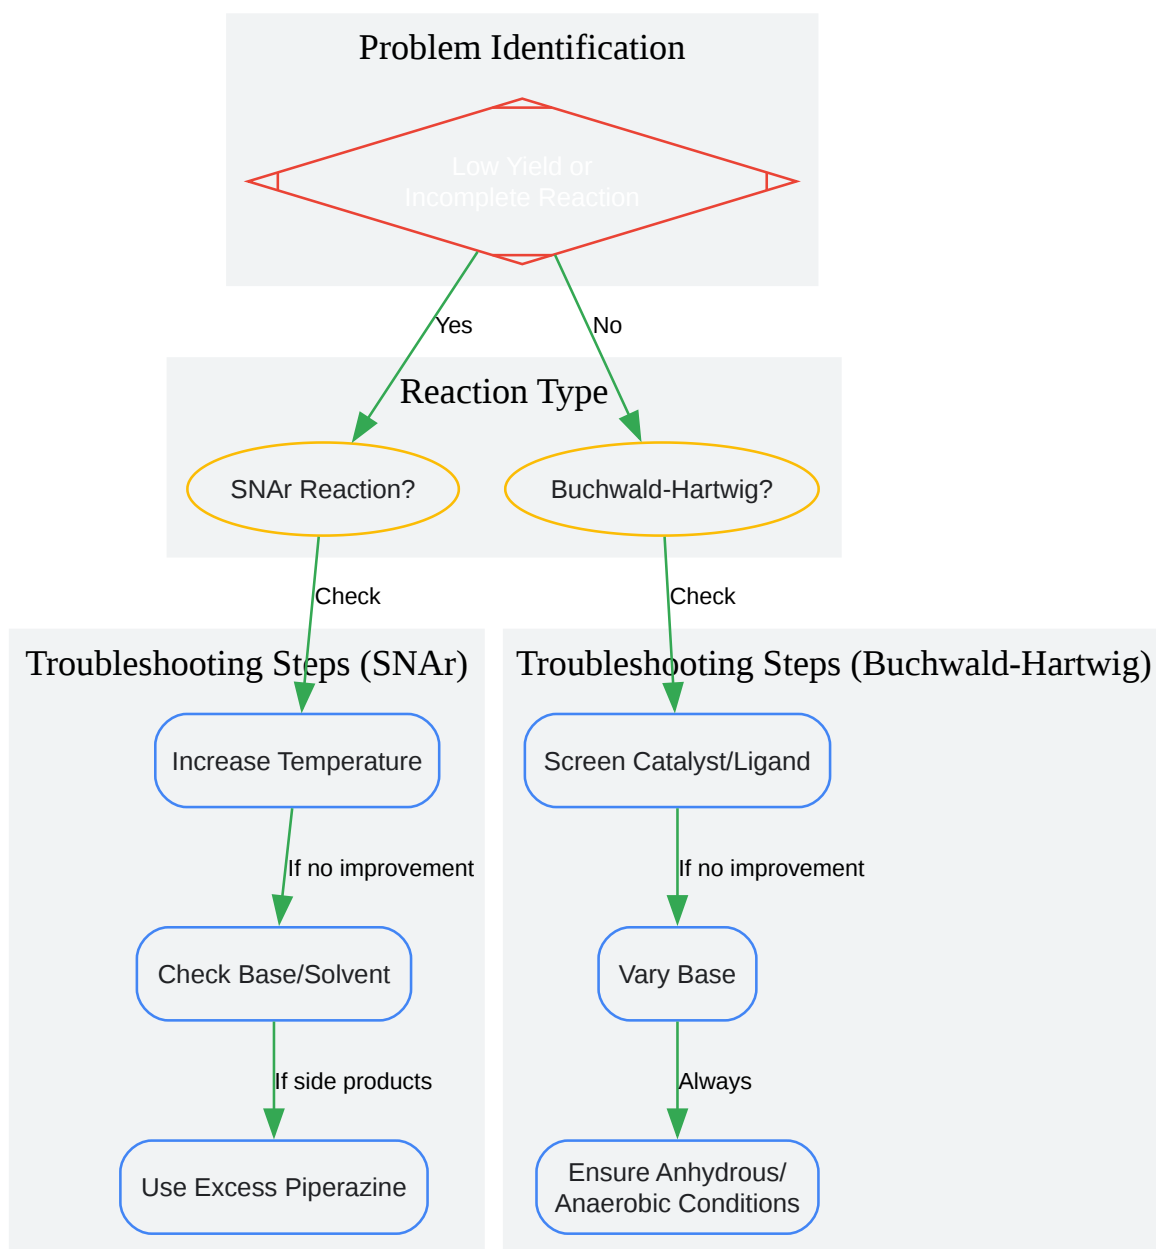 Problem Identification
Low Yield or
Incomplete Reaction
Yes
No
Reaction Type
SNAr Reaction?
Buchwald-Hartwig?
Check
Check
Troubleshooting Steps (SNAr)
Troubleshooting Steps (Buchwald-Hartwig)
Increase Temperature
Screen Catalyst/Ligand
If no improvement
If no improvement
Check Base/Solvent
Vary Base
If side products
Always
Use Excess Piperazine
Ensure Anhydrous/
Anaerobic Conditions